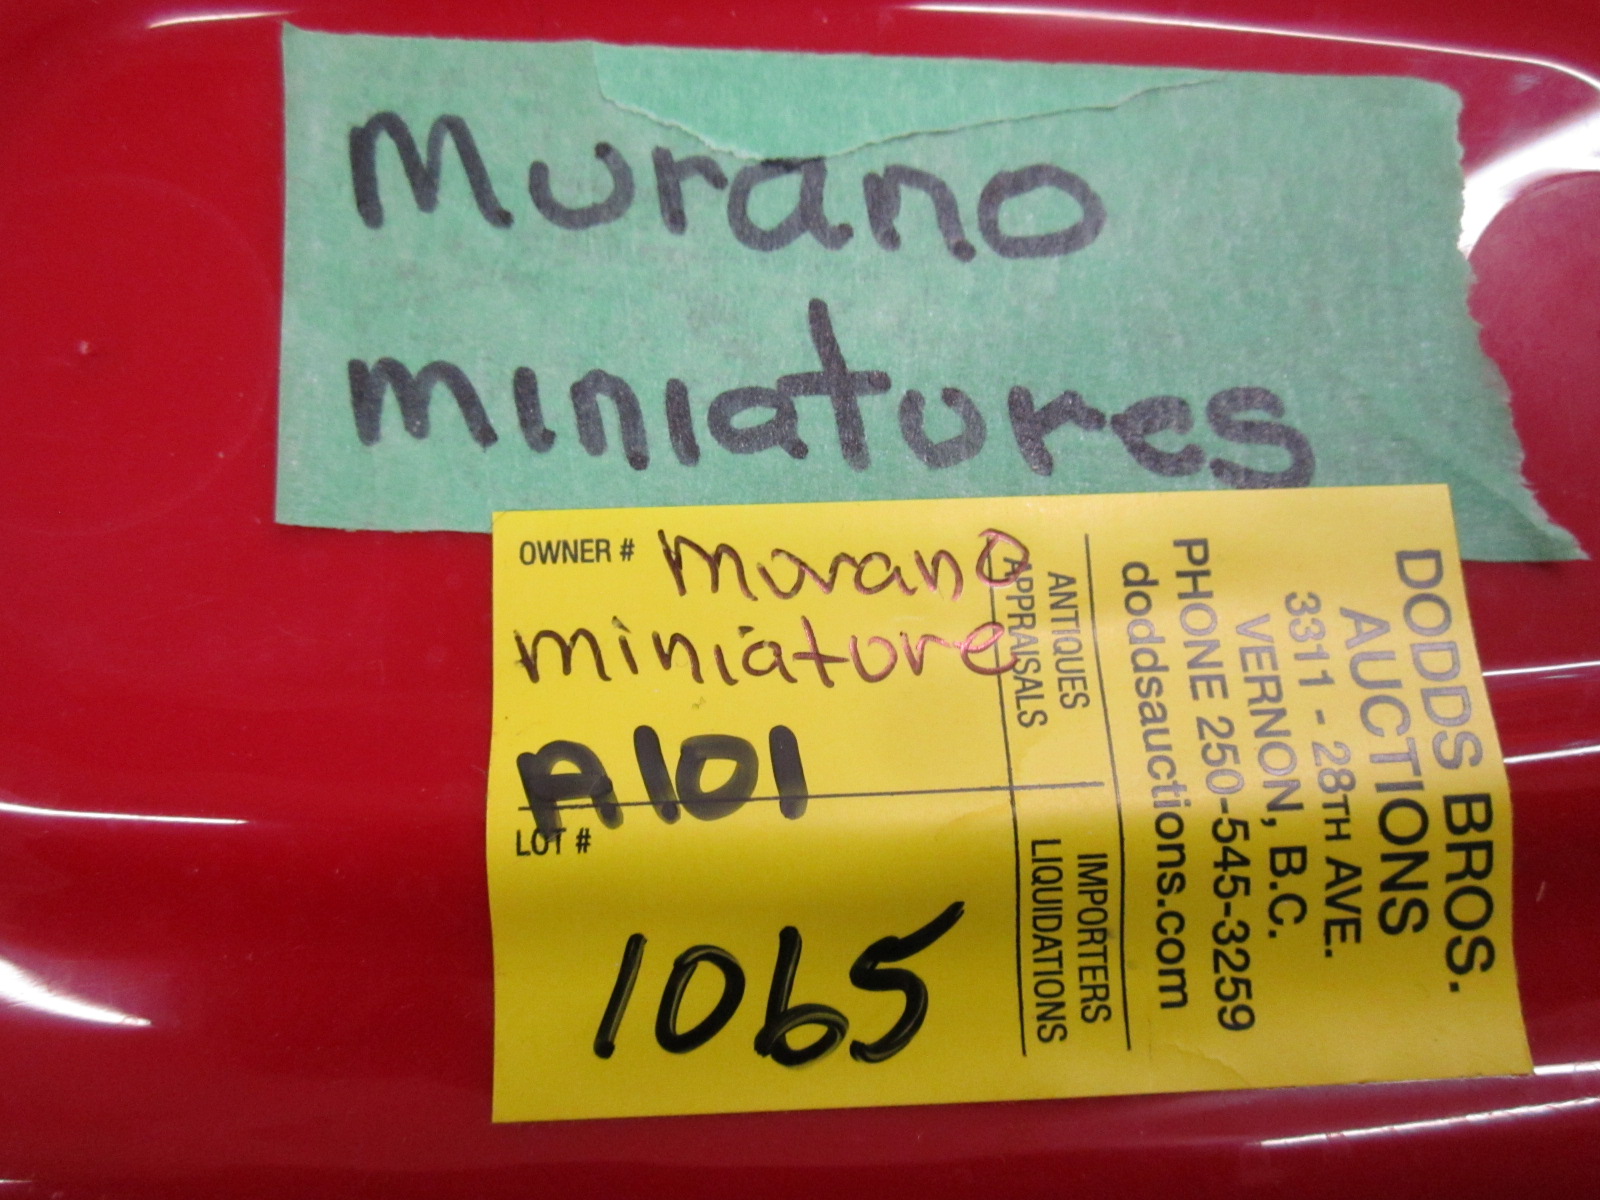 Murano
miniatures
OWNER # Murano
miniature
A101
LOT #
1065
ANTIQUES
APPRAISALS
IMPORTERS
LIQUIDATIONS
DODDS BROS.
AUCTIONS
3311 - 28TH AVE.
VERNON, B.C.
PHONE 250-545-3259
doddsauctions.com